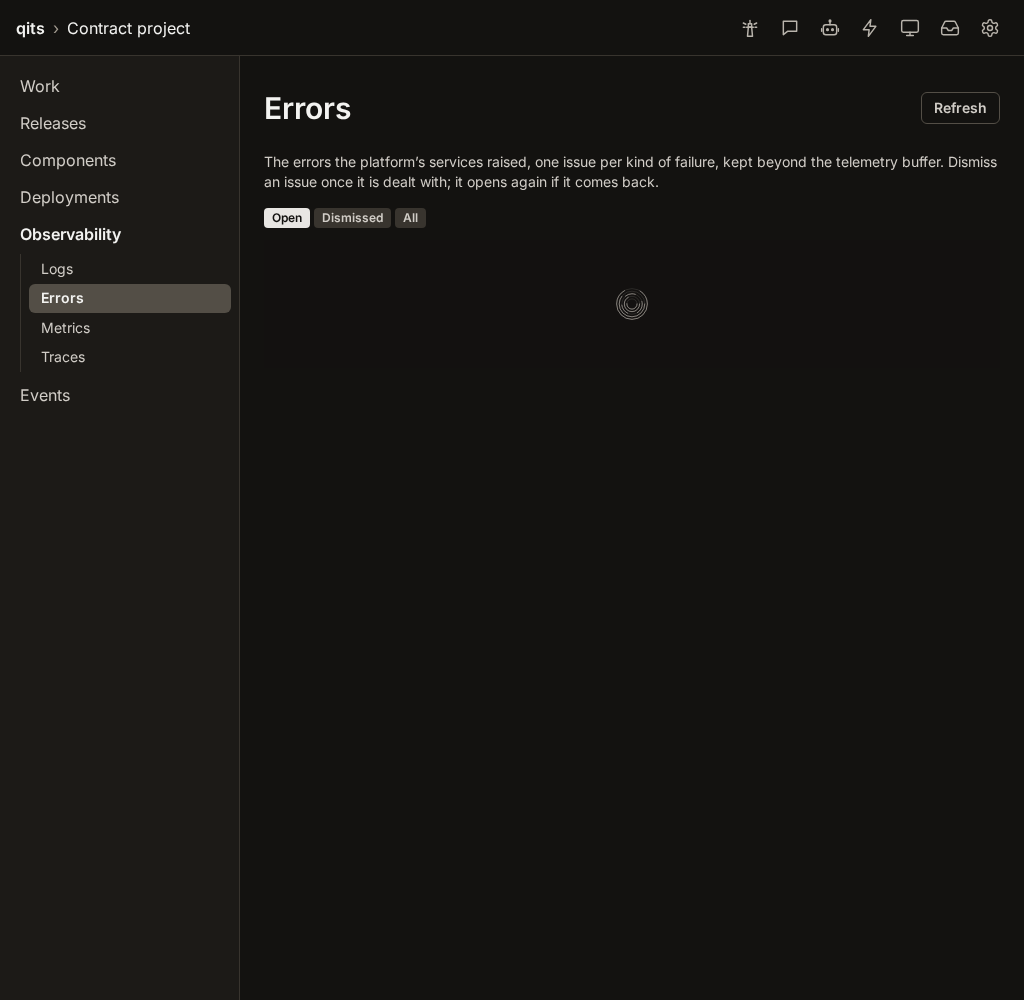 qits › Contract project
Work
Releases
Components
Deployments
Observability
Logs
Errors
Metrics
Traces
Events
Errors
Refresh
The errors the platform’s services raised, one issue per kind of failure, kept beyond the telemetry buffer. Dismiss
an issue once it is dealt with; it opens again if it comes back.
Open Dismissed All